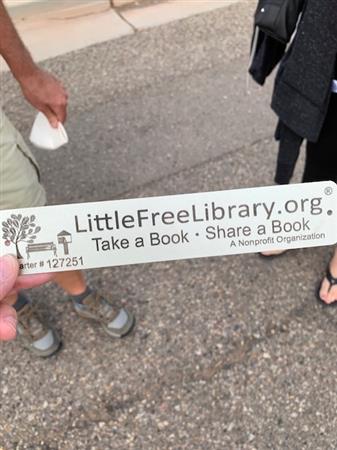 LittleFreeLibrary.org.®
Take a Book · Share a Book
A Nonprofit Organization
arter # 127251